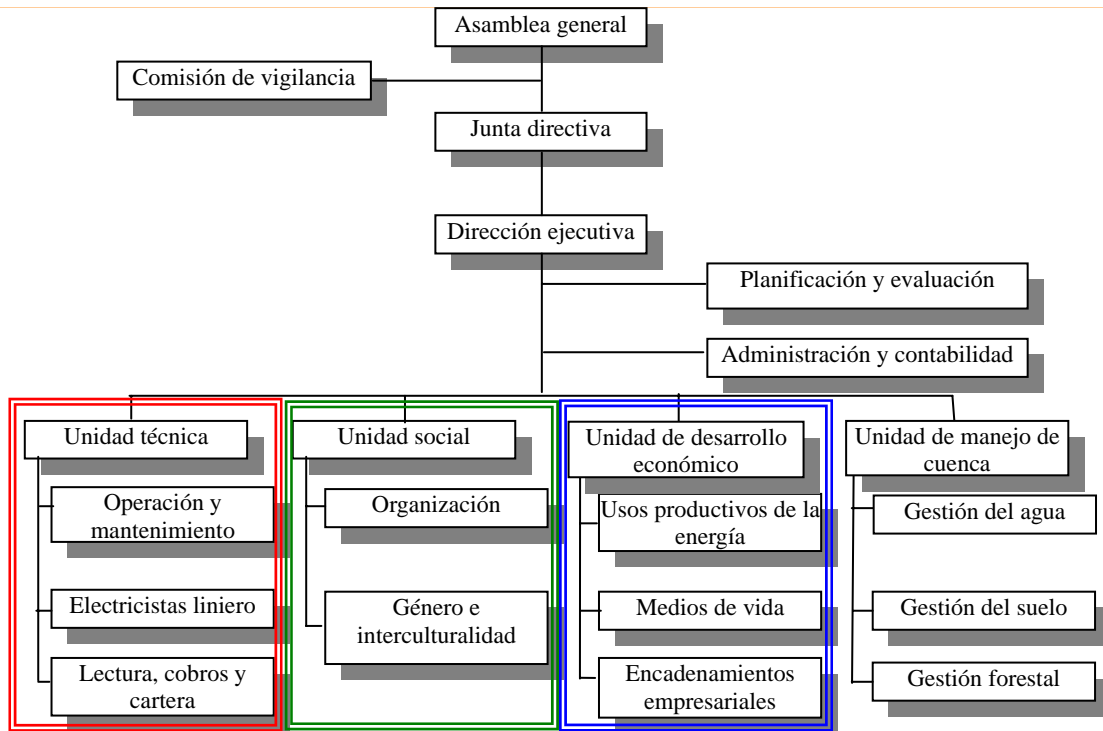 Asamblea general
Comisión de vigilancia
Junta directiva
Dirección ejecutiva
Planificación y evaluación
Administración y contabilidad
Unidad técnica
Operación y
mantenimiento
Electricistas liniero
Lectura, cobros y
cartera
Unidad social
Organización
Género e
interculturalidad
Unidad de desarrollo
económico
Usos productivos de la
energía
Medios de vida
Encadenamientos
empresariales
Unidad de manejo de
cuenca
Gestión del agua
Gestión del suelo
Gestión forestal